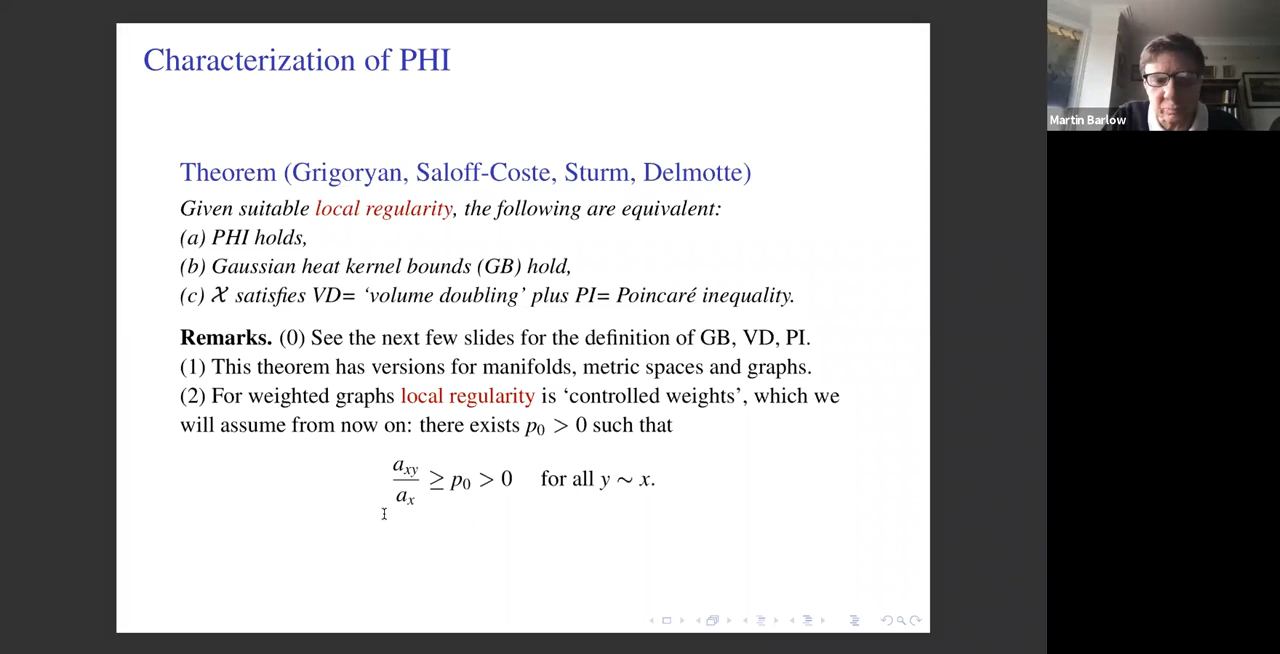 Characterization of PHI
Theorem (Grigoryan, Saloff-Coste, Sturm, Delmotte)
Given suitable local regularity, the following are equivalent:
(a) PHI holds,
(b) Gaussian heat kernel bounds (GB) hold,
(c) 𝒳 satisfies VD= ‘volume doubling’ plus PI= Poincaré inequality.
Remarks. (0) See the next few slides for the definition of GB, VD, PI.
(1) This theorem has versions for manifolds, metric spaces and graphs.
(2) For weighted graphs local regularity is ‘controlled weights’, which we
will assume from now on: there exists p₀ > 0 such that
a_xy / a_x ≥ p₀ > 0 for all y ∼ x.
Martin Barlow